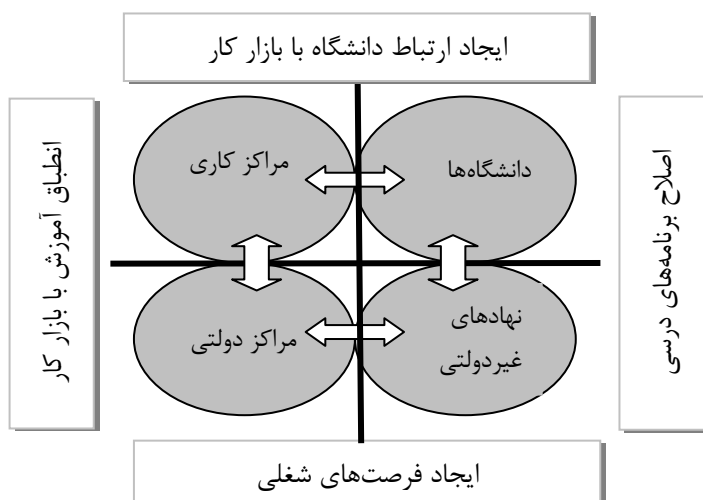 ایجاد ارتباط دانشگاه با بازار کار
اصلاح برنامه‌های درسی
دانشگاه‌ها
مراکز کاری
انطباق آموزش با بازار کار
نهادهای
غیردولتی
مراکز دولتی
ایجاد فرصت‌های شغلی